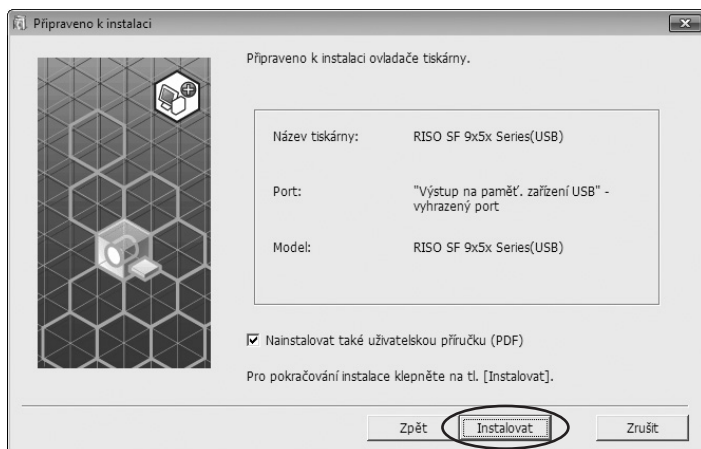 Připraveno k instalaci
Připraveno k instalaci ovladače tiskárny.
Název tiskárny: RISO SF 9x5x Series(USB)
Port: "Výstup na paměť. zařízení USB" -
vyhrazený port
Model: RISO SF 9x5x Series(USB)
Nainstalovat také uživatelskou příručku (PDF)
Pro pokračování instalace klepněte na tl. [Instalovat].
Zpět Instalovat Zrušit